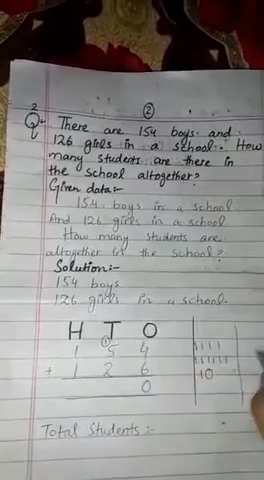 ②
Q2
There are 154 boys and
126 girls in a school. How
many students are there in
the school altogether?
Given data:-
154 boys in a school
And 126 girls in a school
How many students are
altogether in the school?
Solution:-
154 boys
126 girls in a school.
H T O
①
1 5 4
+ 1 2 6
0
10
Total Students:-